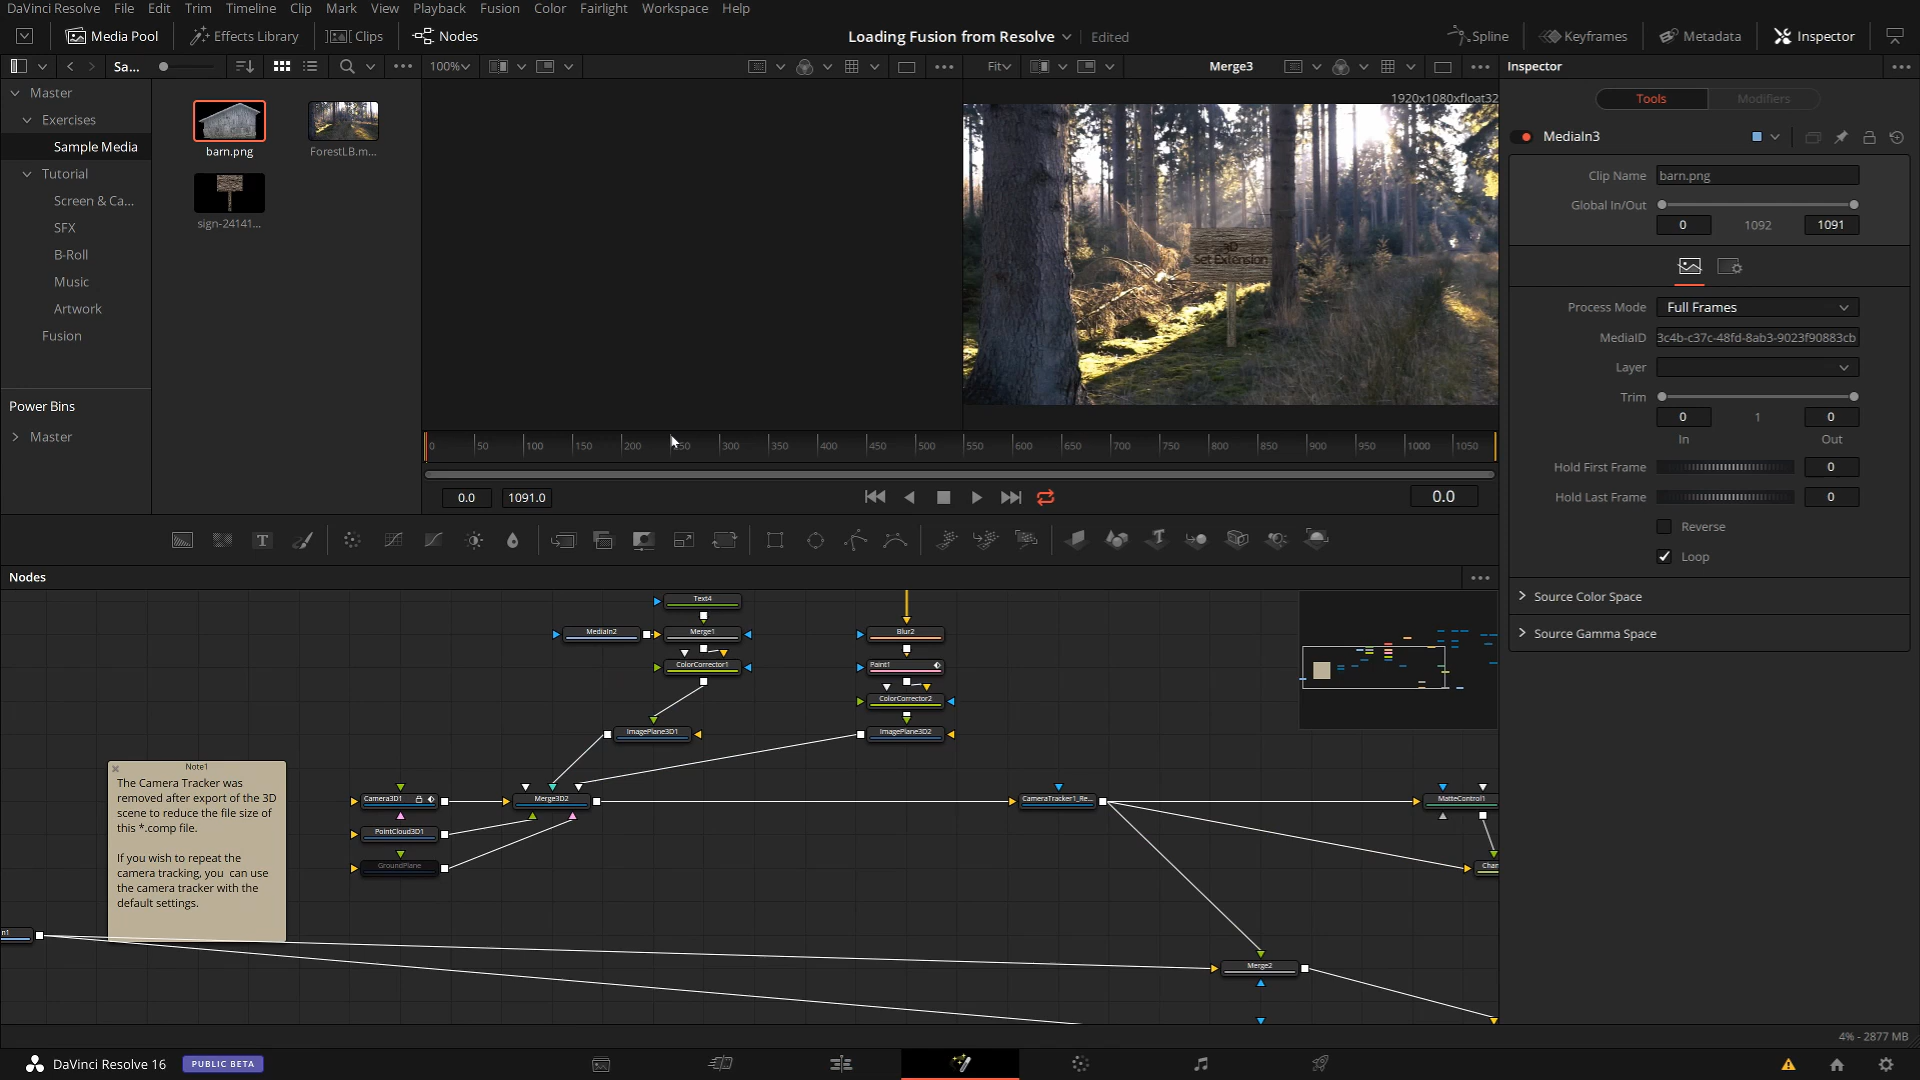 DaVinci Resolve File Edit Trim Timeline Clip Mark View Playback Fusion Color Fairlight Workspace Help
Media Pool Effects Library Clips Nodes Loading Fusion from Resolve Edited Spline Keyframes Metadata Inspector
Sa... 100% Fit Merge3 Inspector
Master
Exercises
Sample Media
Tutorial
Screen & Ca...
SFX
B-Roll
Music
Artwork
Fusion
Power Bins
Master
barn.png
ForestLB.m...
sign-24141...
1920x1080xfloat32
3D
Set Extension
0 50 100 150 200 250 300 350 400 450 500 550 600 650 700 750 800 850 900 950 1000 1050
0.0 1091.0 0.0
Tools Modifiers
MediaIn3
Clip Name barn.png
Global In/Out
0 1092 1091
Process Mode Full Frames
MediaID 3c4b-c37c-48fd-8ab3-9023f90883cb
Layer
Trim
0 1 0
In Out
Hold First Frame 0
Hold Last Frame 0
Reverse
Loop
Source Color Space
Source Gamma Space
Nodes
Text4
MediaIn2 Merge1 Blur2
ColorCorrector1 Paint1
ColorCorrector2
ImagePlane3D1 ImagePlane3D2
Note1
The Camera Tracker was
removed after export of the 3D
scene to reduce the file size of
this *.comp file.
If you wish to repeat the
camera tracking, you can use
the camera tracker with the
default settings.
Camera3D1 Merge3D2 CameraTracker1_Re... MatteControl1
PointCloud3D1
GroundPlane Chan
n1
Merge2
4% - 2877 MB
DaVinci Resolve 16 PUBLIC BETA